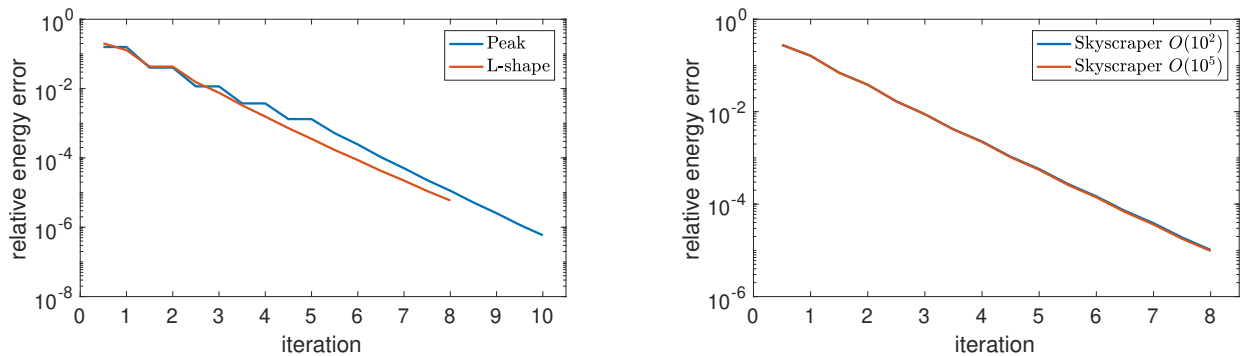 relative energy error
10^0
10^-2
10^-4
10^-6
10^-8
Peak
L-shape
0 1 2 3 4 5 6 7 8 9 10
iteration
relative energy error
10^0
10^-2
10^-4
10^-6
Skyscraper O(10^2)
Skyscraper O(10^5)
0 1 2 3 4 5 6 7 8
iteration